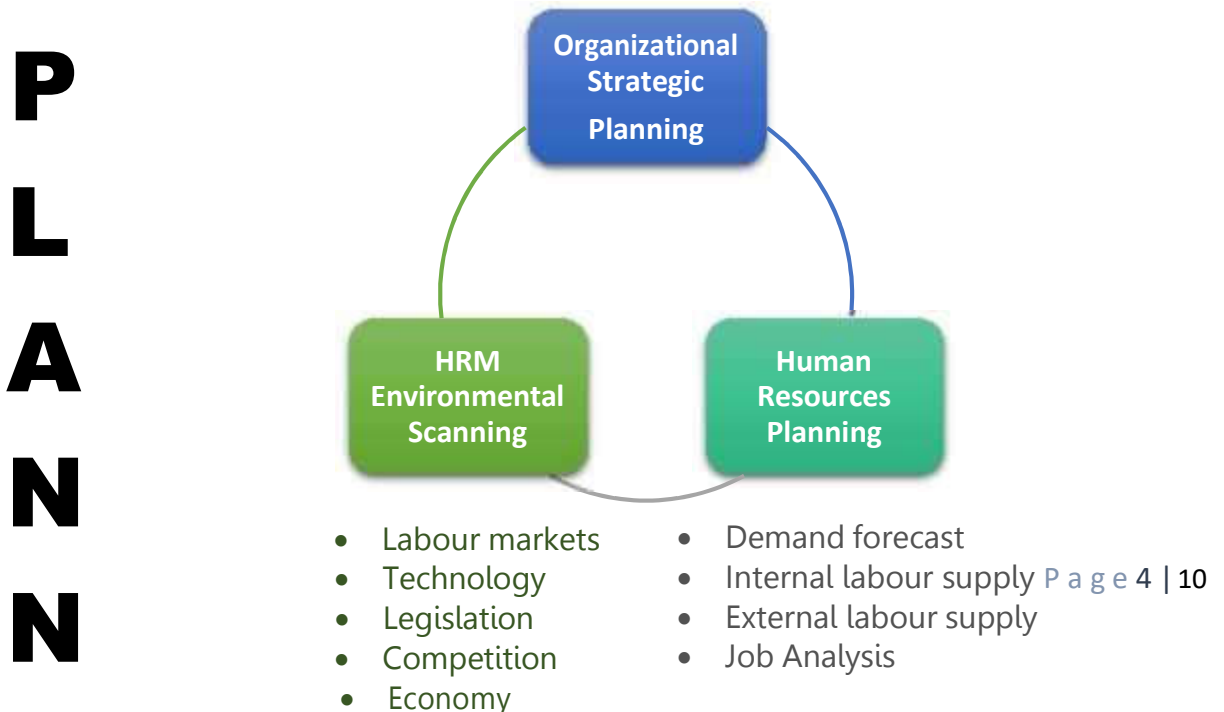 P
L
A
N
N
Organizational
Strategic
Planning
HRM
Environmental
Scanning
Human
Resources
Planning
• Labour markets
• Technology
• Legislation
• Competition
• Economy
• Demand forecast
• Internal labour supply
• External labour supply
• Job Analysis
P a g e 4 | 10